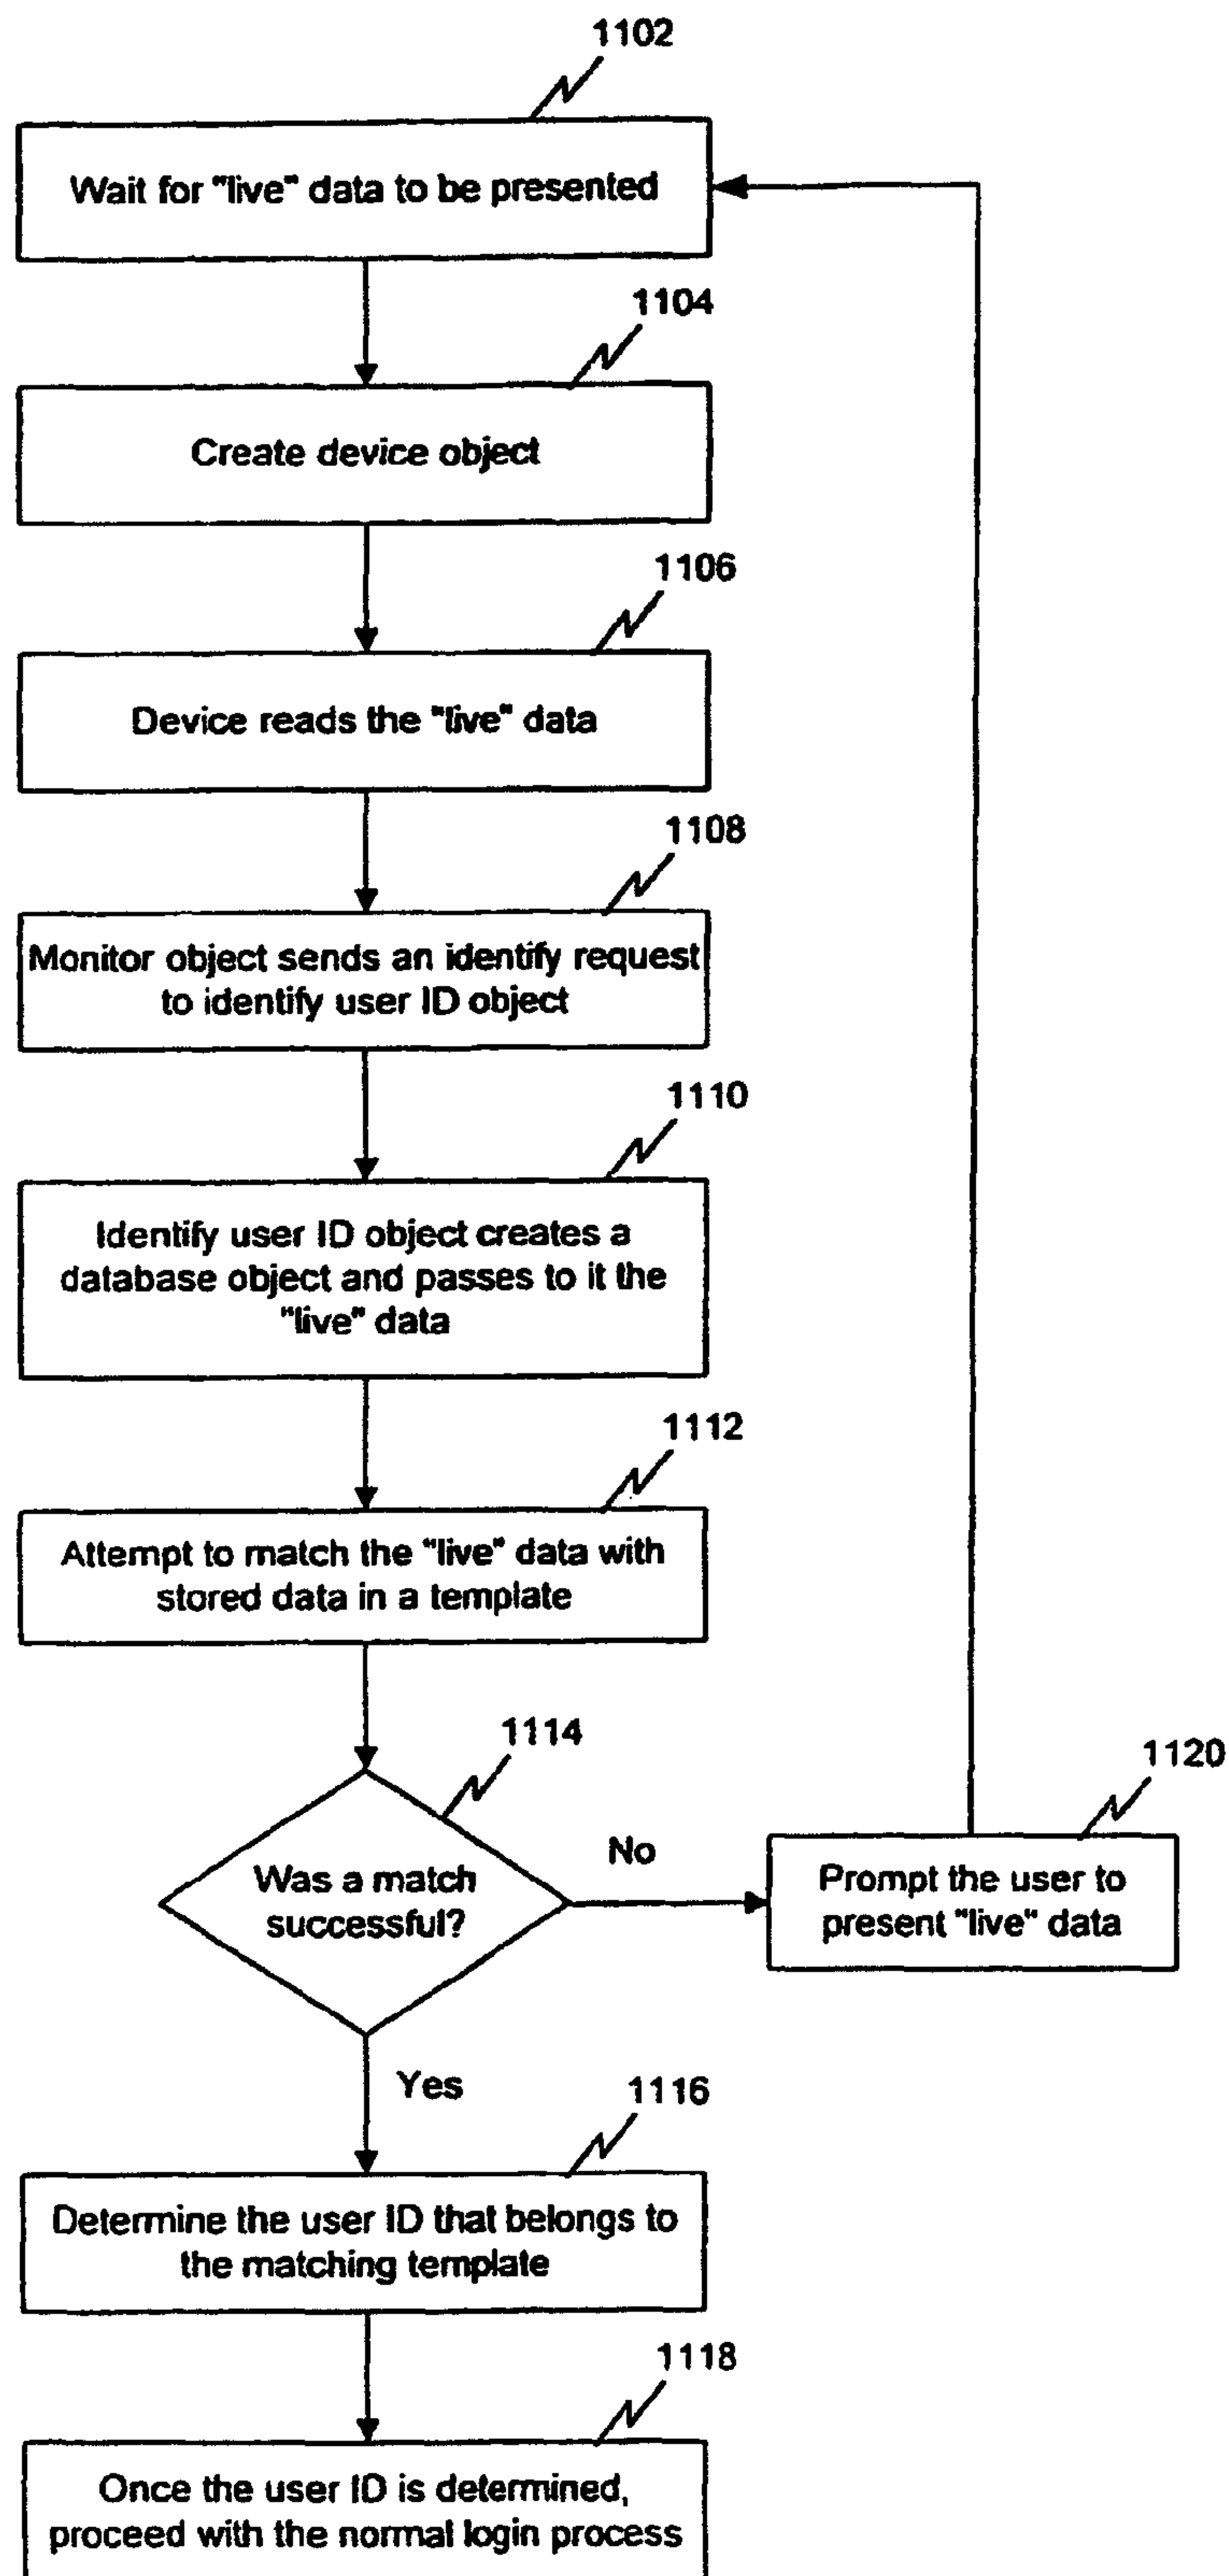 1102
Wait for "live" data to be presented
1104
Create device object
1106
Device reads the "live" data
1108
Monitor object sends an identify request
to identify user ID object
1110
Identify user ID object creates a
database object and passes to it the
"live" data
1112
Attempt to match the "live" data with
stored data in a template
1114
Was a match
successful?
No
1120
Prompt the user to
present "live" data
Yes
1116
Determine the user ID that belongs to
the matching template
1118
Once the user ID is determined,
proceed with the normal login process